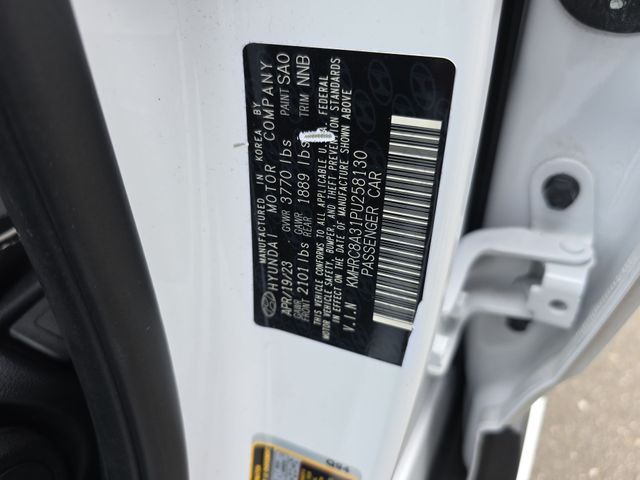 MANUFACTURED IN KOREA BY
HYUNDAI MOTOR COMPANY
APR/19/23 GVWR 3770 lbs PAINT SAO
GAWR FRONT 2101 lbs GAWR REAR 1889 lbs TRIM NNB
THIS VEHICLE CONFORMS TO ALL APPLICABLE U.S. FEDERAL
MOTOR VEHICLE SAFETY, BUMPER, AND THEFT PREVENTION STANDARDS
IN EFFECT ON THE DATE OF MANUFACTURE SHOWN ABOVE
V.I.N KMHRC8A31PU258130
PASSENGER CAR